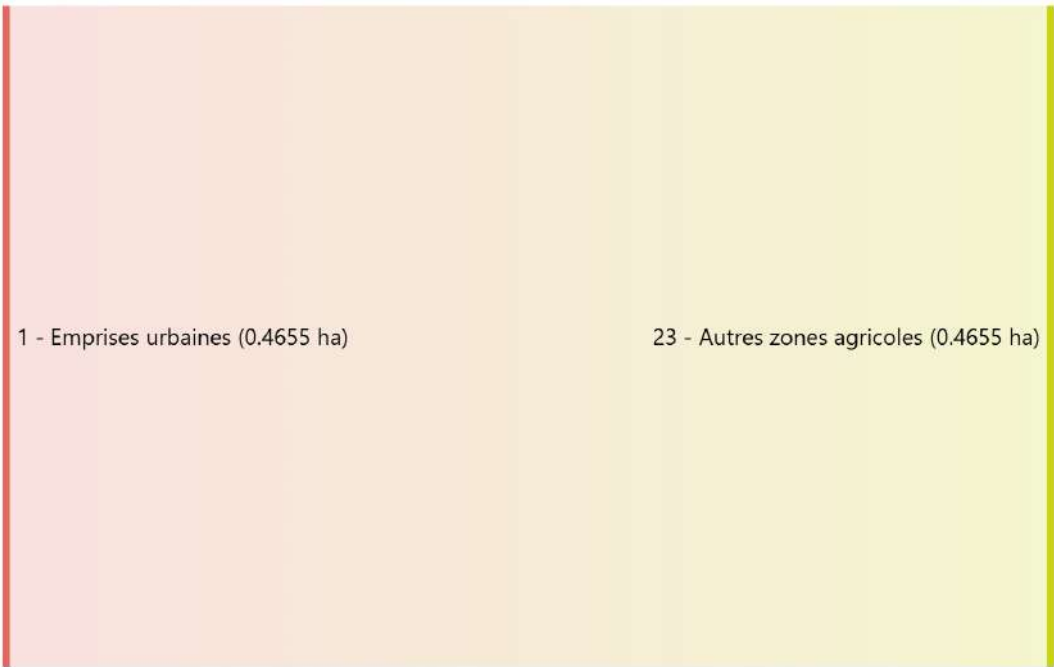 1 - Emprises urbaines (0.4655 ha)
23 - Autres zones agricoles (0.4655 ha)